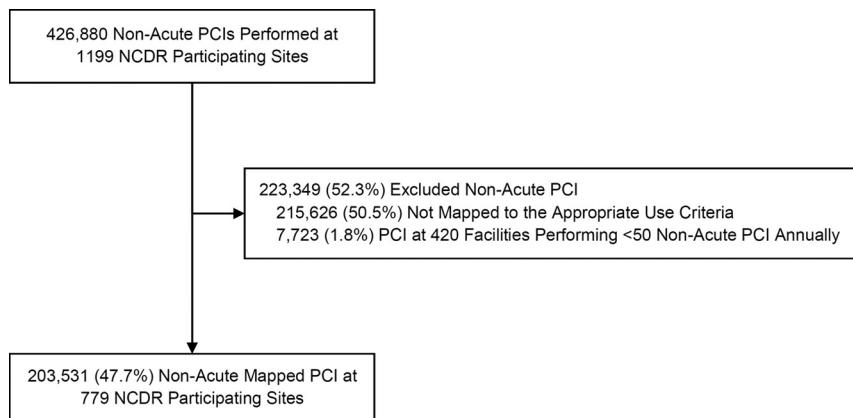 426,880 Non-Acute PCIs Performed at
1199 NCDR Participating Sites
223,349 (52.3%) Excluded Non-Acute PCI
215,626 (50.5%) Not Mapped to the Appropriate Use Criteria
7,723 (1.8%) PCI at 420 Facilities Performing <50 Non-Acute PCI Annually
203,531 (47.7%) Non-Acute Mapped PCI at
779 NCDR Participating Sites